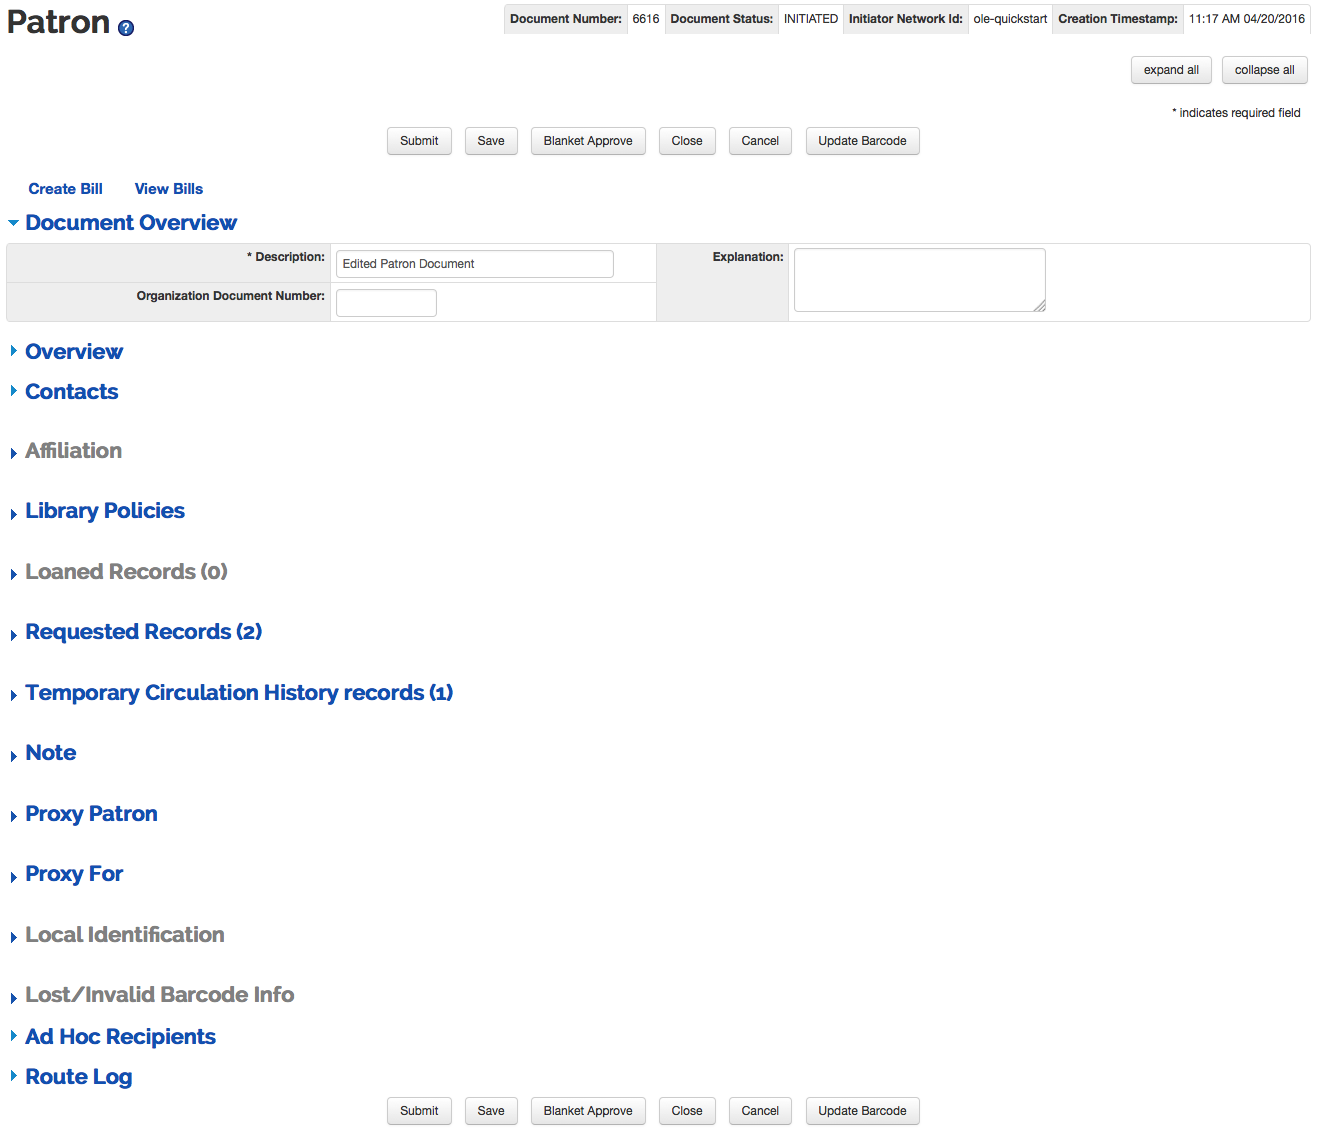 Patron ?
Document Number: 6616 Document Status: INITIATED Initiator Network Id: ole-quickstart Creation Timestamp: 11:17 AM 04/20/2016
expand all collapse all
* indicates required field
Submit Save Blanket Approve Close Cancel Update Barcode
Create Bill View Bills
Document Overview
* Description: Edited Patron Document Explanation:
Organization Document Number:
Overview
Contacts
Affiliation
Library Policies
Loaned Records (0)
Requested Records (2)
Temporary Circulation History records (1)
Note
Proxy Patron
Proxy For
Local Identification
Lost/Invalid Barcode Info
Ad Hoc Recipients
Route Log
Submit Save Blanket Approve Close Cancel Update Barcode